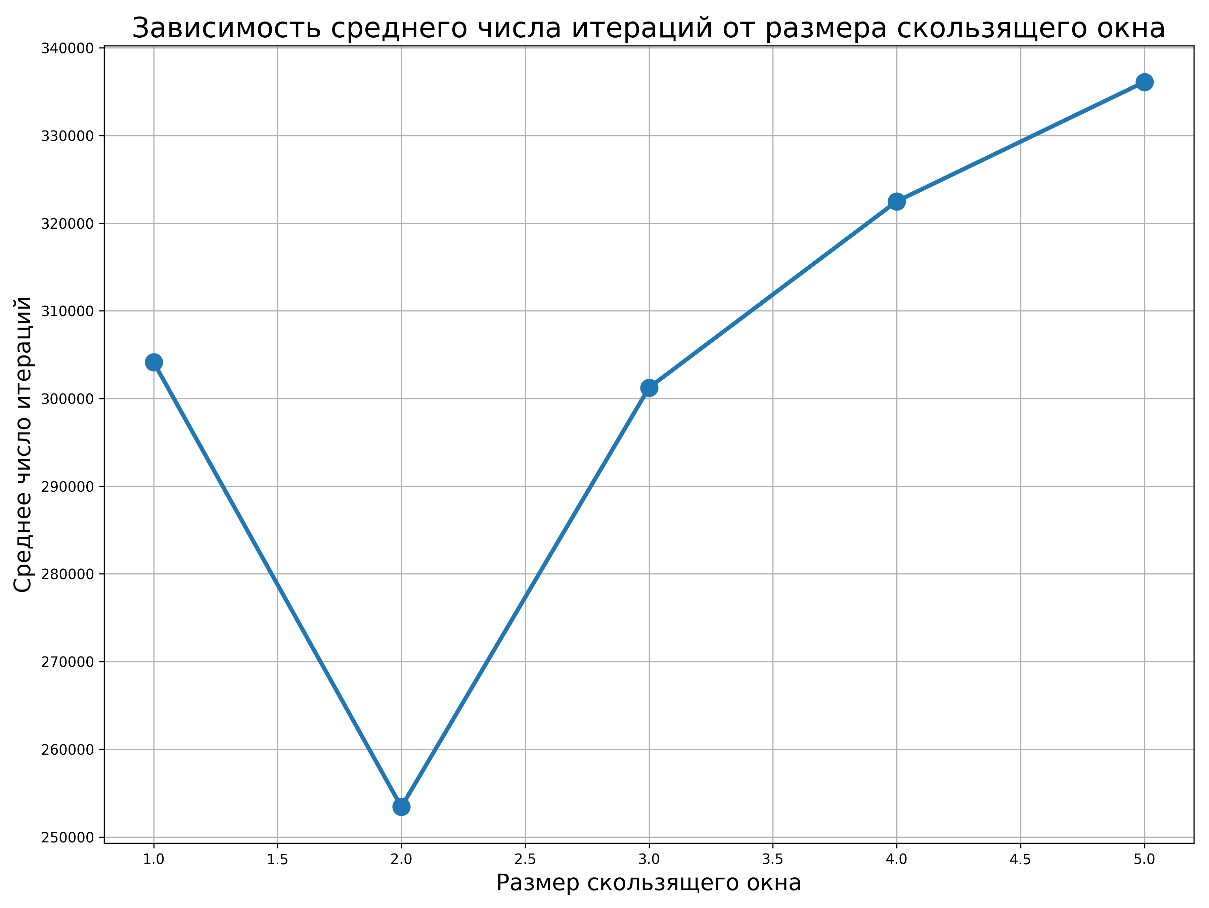 Зависимость среднего числа итераций от размера скользящего окна
340000
330000
320000
310000
300000
290000
280000
270000
260000
250000
Среднее число итераций
1.0 1.5 2.0 2.5 3.0 3.5 4.0 4.5 5.0
Размер скользящего окна